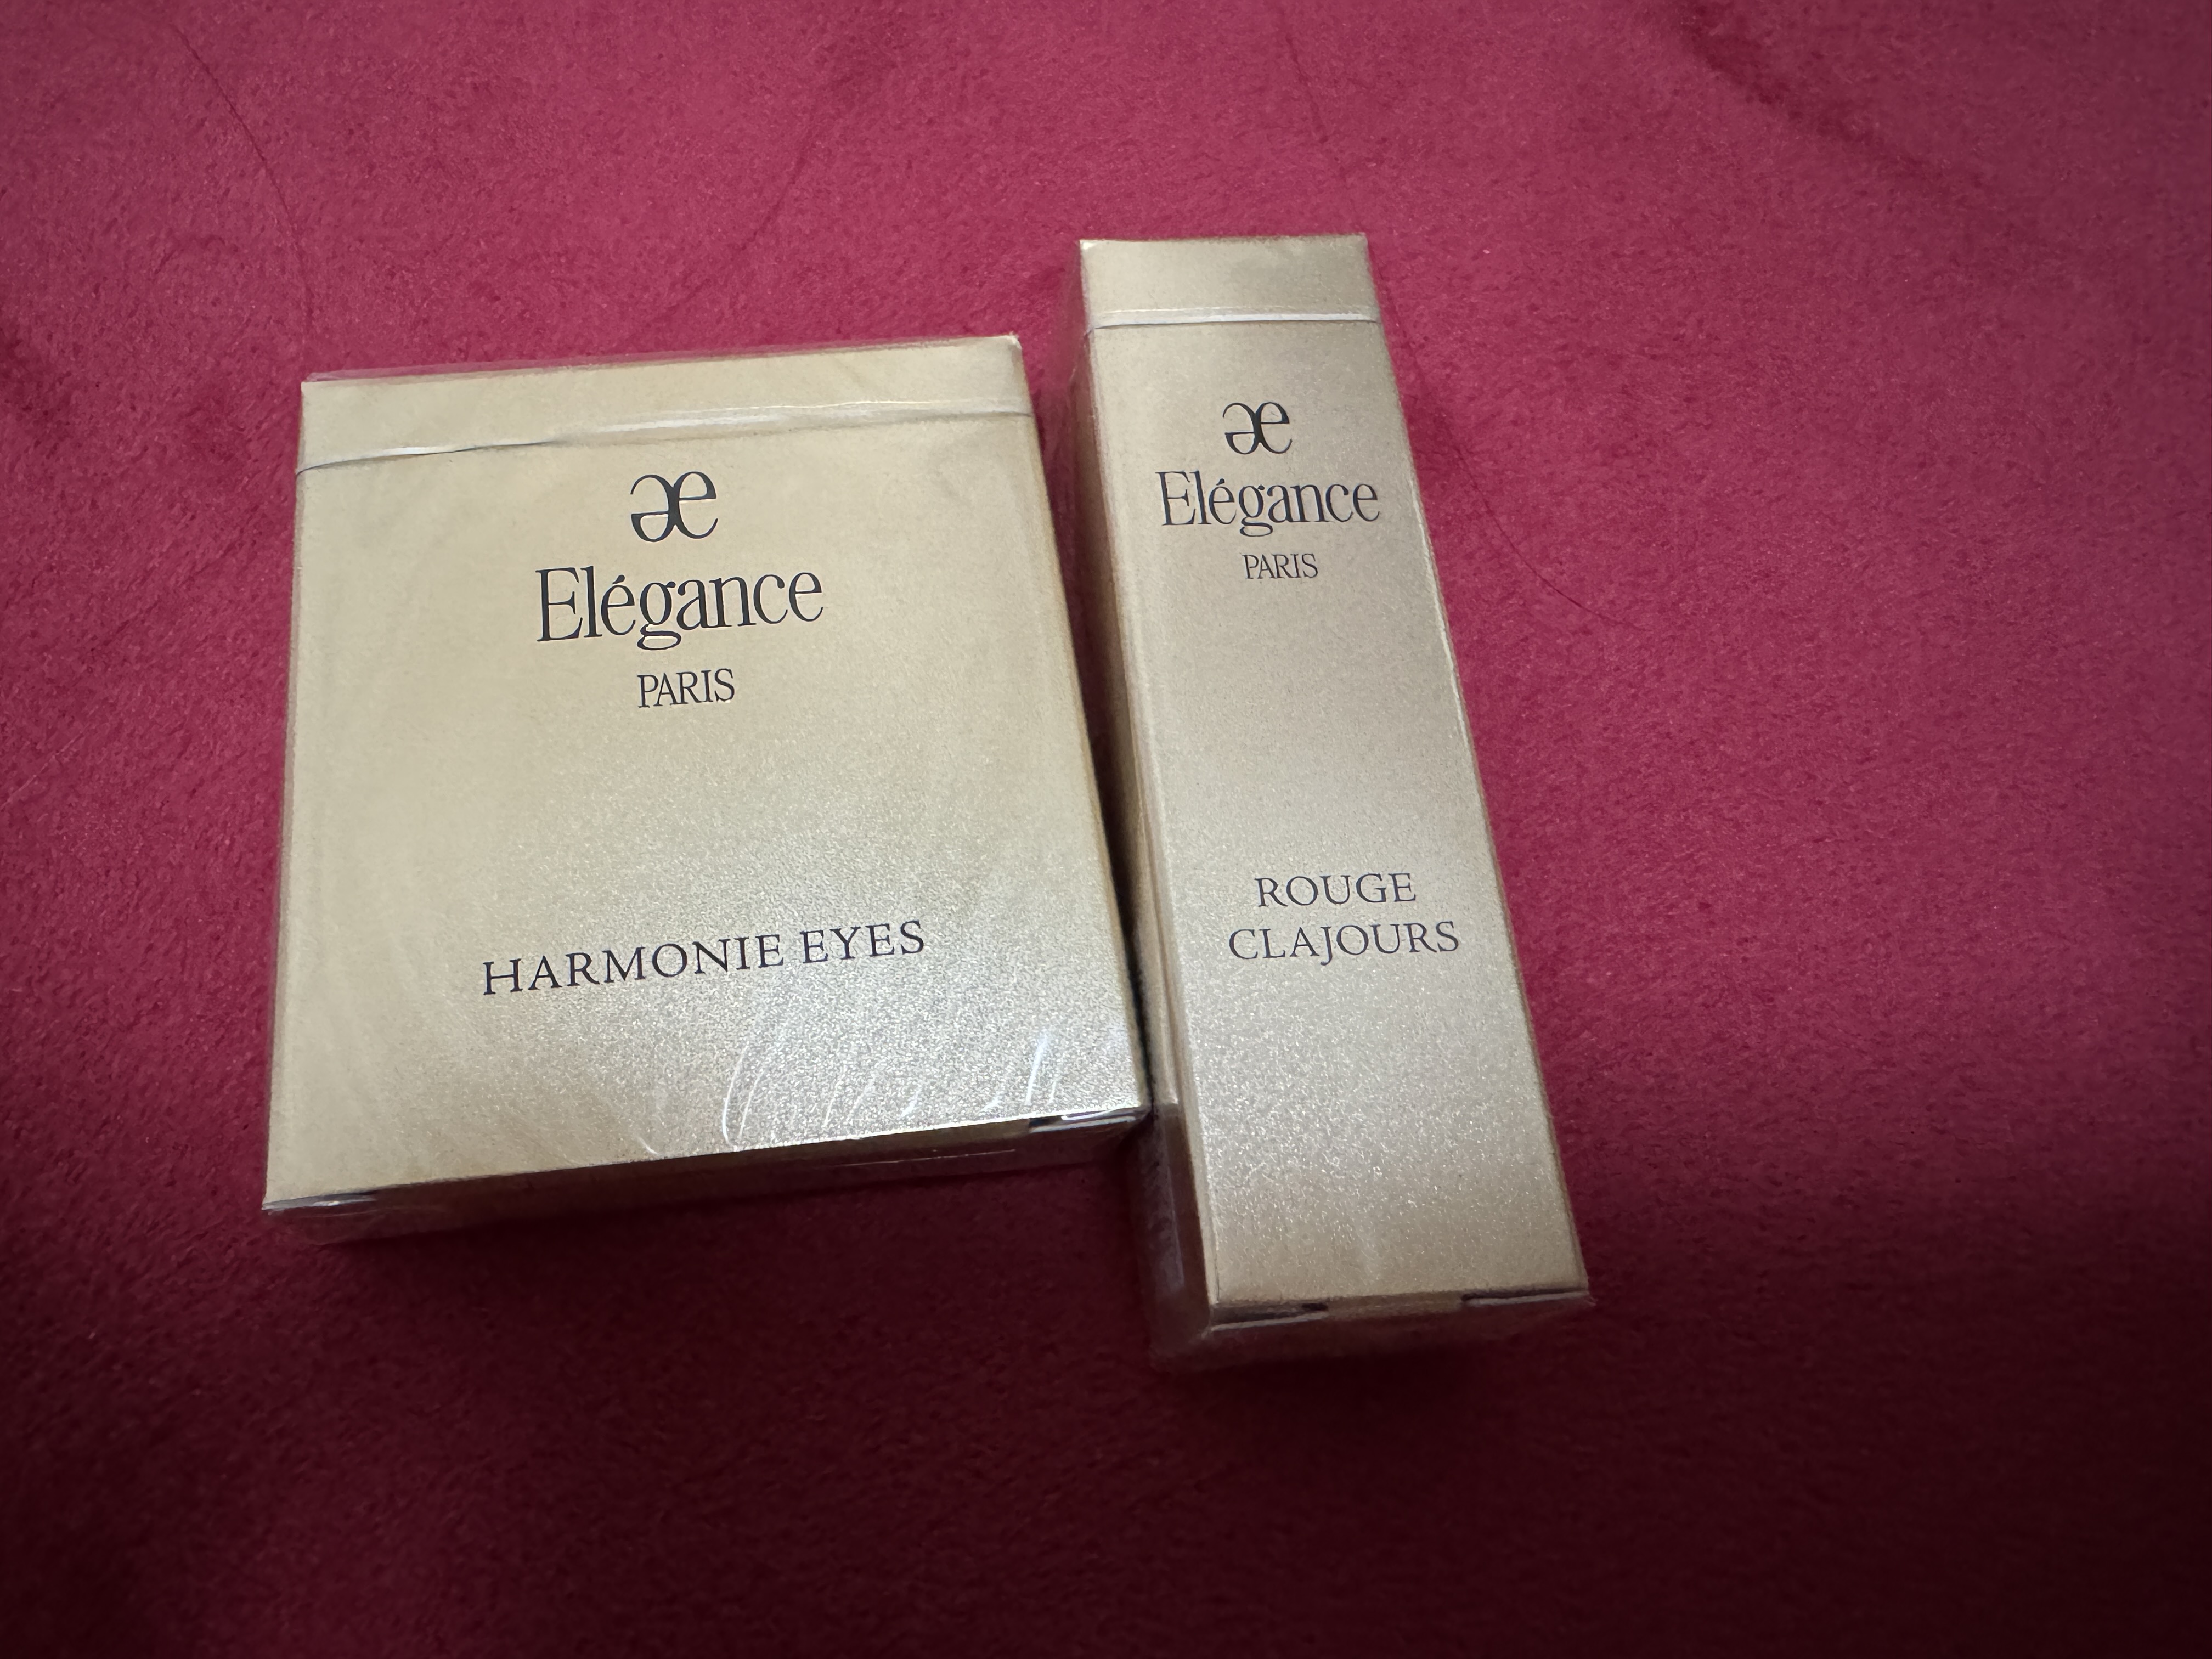 æ
Elégance
PARIS
HARMONIE EYES
æ
Elégance
PARIS
ROUGE
CLAJOURS